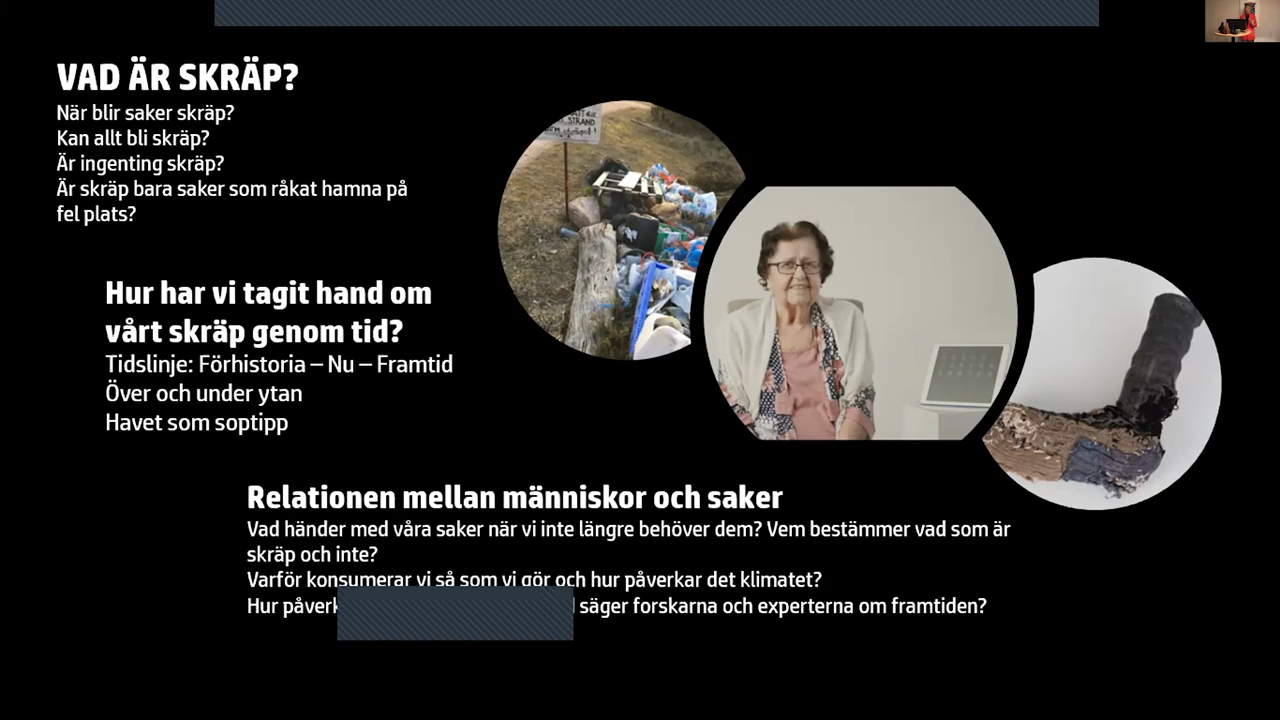 VAD ÄR SKRÄP?
När blir saker skräp?
Kan allt bli skräp?
Är ingenting skräp?
Är skräp bara saker som råkat hamna på
fel plats?
STRAND
Hur har vi tagit hand om
vårt skräp genom tid?
Tidslinje: Förhistoria – Nu – Framtid
Över och under ytan
Havet som soptipp
Relationen mellan människor och saker
Vad händer med våra saker när vi inte längre behöver dem? Vem bestämmer vad som är
skräp och inte?
Varför konsumerar vi så som vi gör och hur påverkar det klimatet?
Hur säger forskarna och experterna om framtiden?